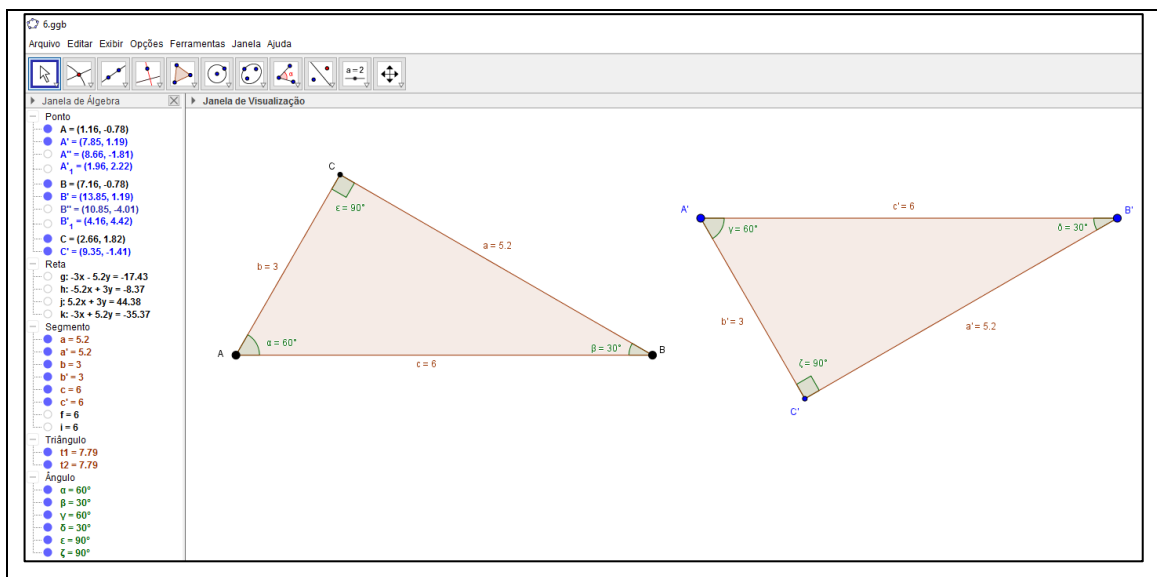 6.ggb
Arquivo Editar Exibir Opções Ferramentas Janela Ajuda
α
a = 2
Janela de Álgebra
Janela de Visualização
Ponto
A = (1.16, -0.78)
A' = (7.85, 1.19)
A'' = (8.66, -1.81)
A'₁ = (1.96, 2.22)
B = (7.16, -0.78)
B' = (13.85, 1.19)
B'' = (10.85, -4.01)
B'₁ = (4.16, 4.42)
C = (2.66, 1.82)
C' = (9.35, -1.41)
Reta
g: -3x - 5.2y = -17.43
h: -5.2x + 3y = -8.37
j: 5.2x + 3y = 44.38
k: -3x + 5.2y = -35.37
Segmento
a = 5.2
a' = 5.2
b = 3
b' = 3
c = 6
c' = 6
f = 6
i = 6
Triângulo
t1 = 7.79
t2 = 7.79
Ângulo
α = 60°
β = 30°
γ = 60°
δ = 30°
ε = 90°
ζ = 90°
C
ε = 90°
a = 5.2
b = 3
A
α = 60°
β = 30°
B
c = 6
A'
c' = 6
B'
γ = 60°
δ = 30°
b' = 3
a' = 5.2
ζ = 90°
C'